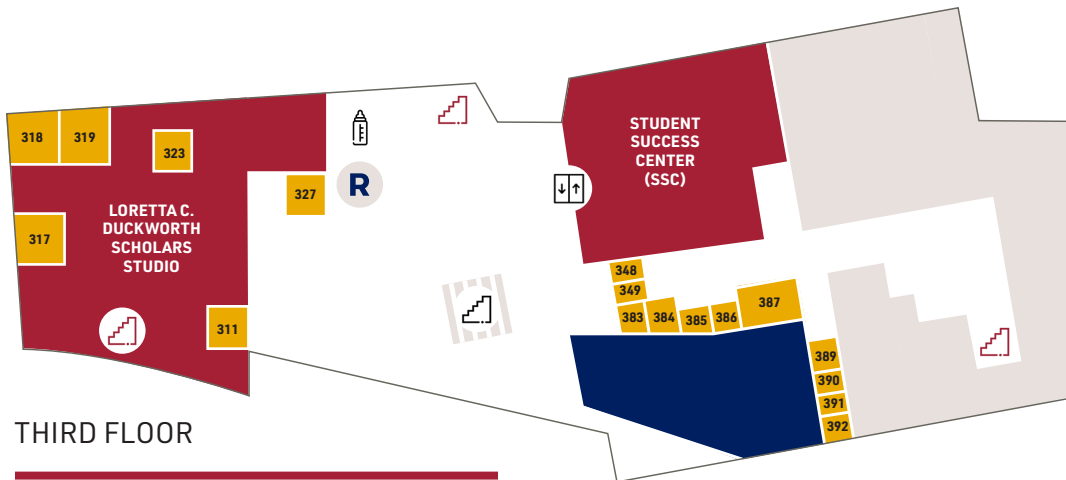 318
319
323
327
R
317
LORETTA C.
DUCKWORTH
SCHOLARS
STUDIO
311
STUDENT
SUCCESS
CENTER
(SSC)
348
349
383
384
385
386
387
389
390
391
392
THIRD FLOOR